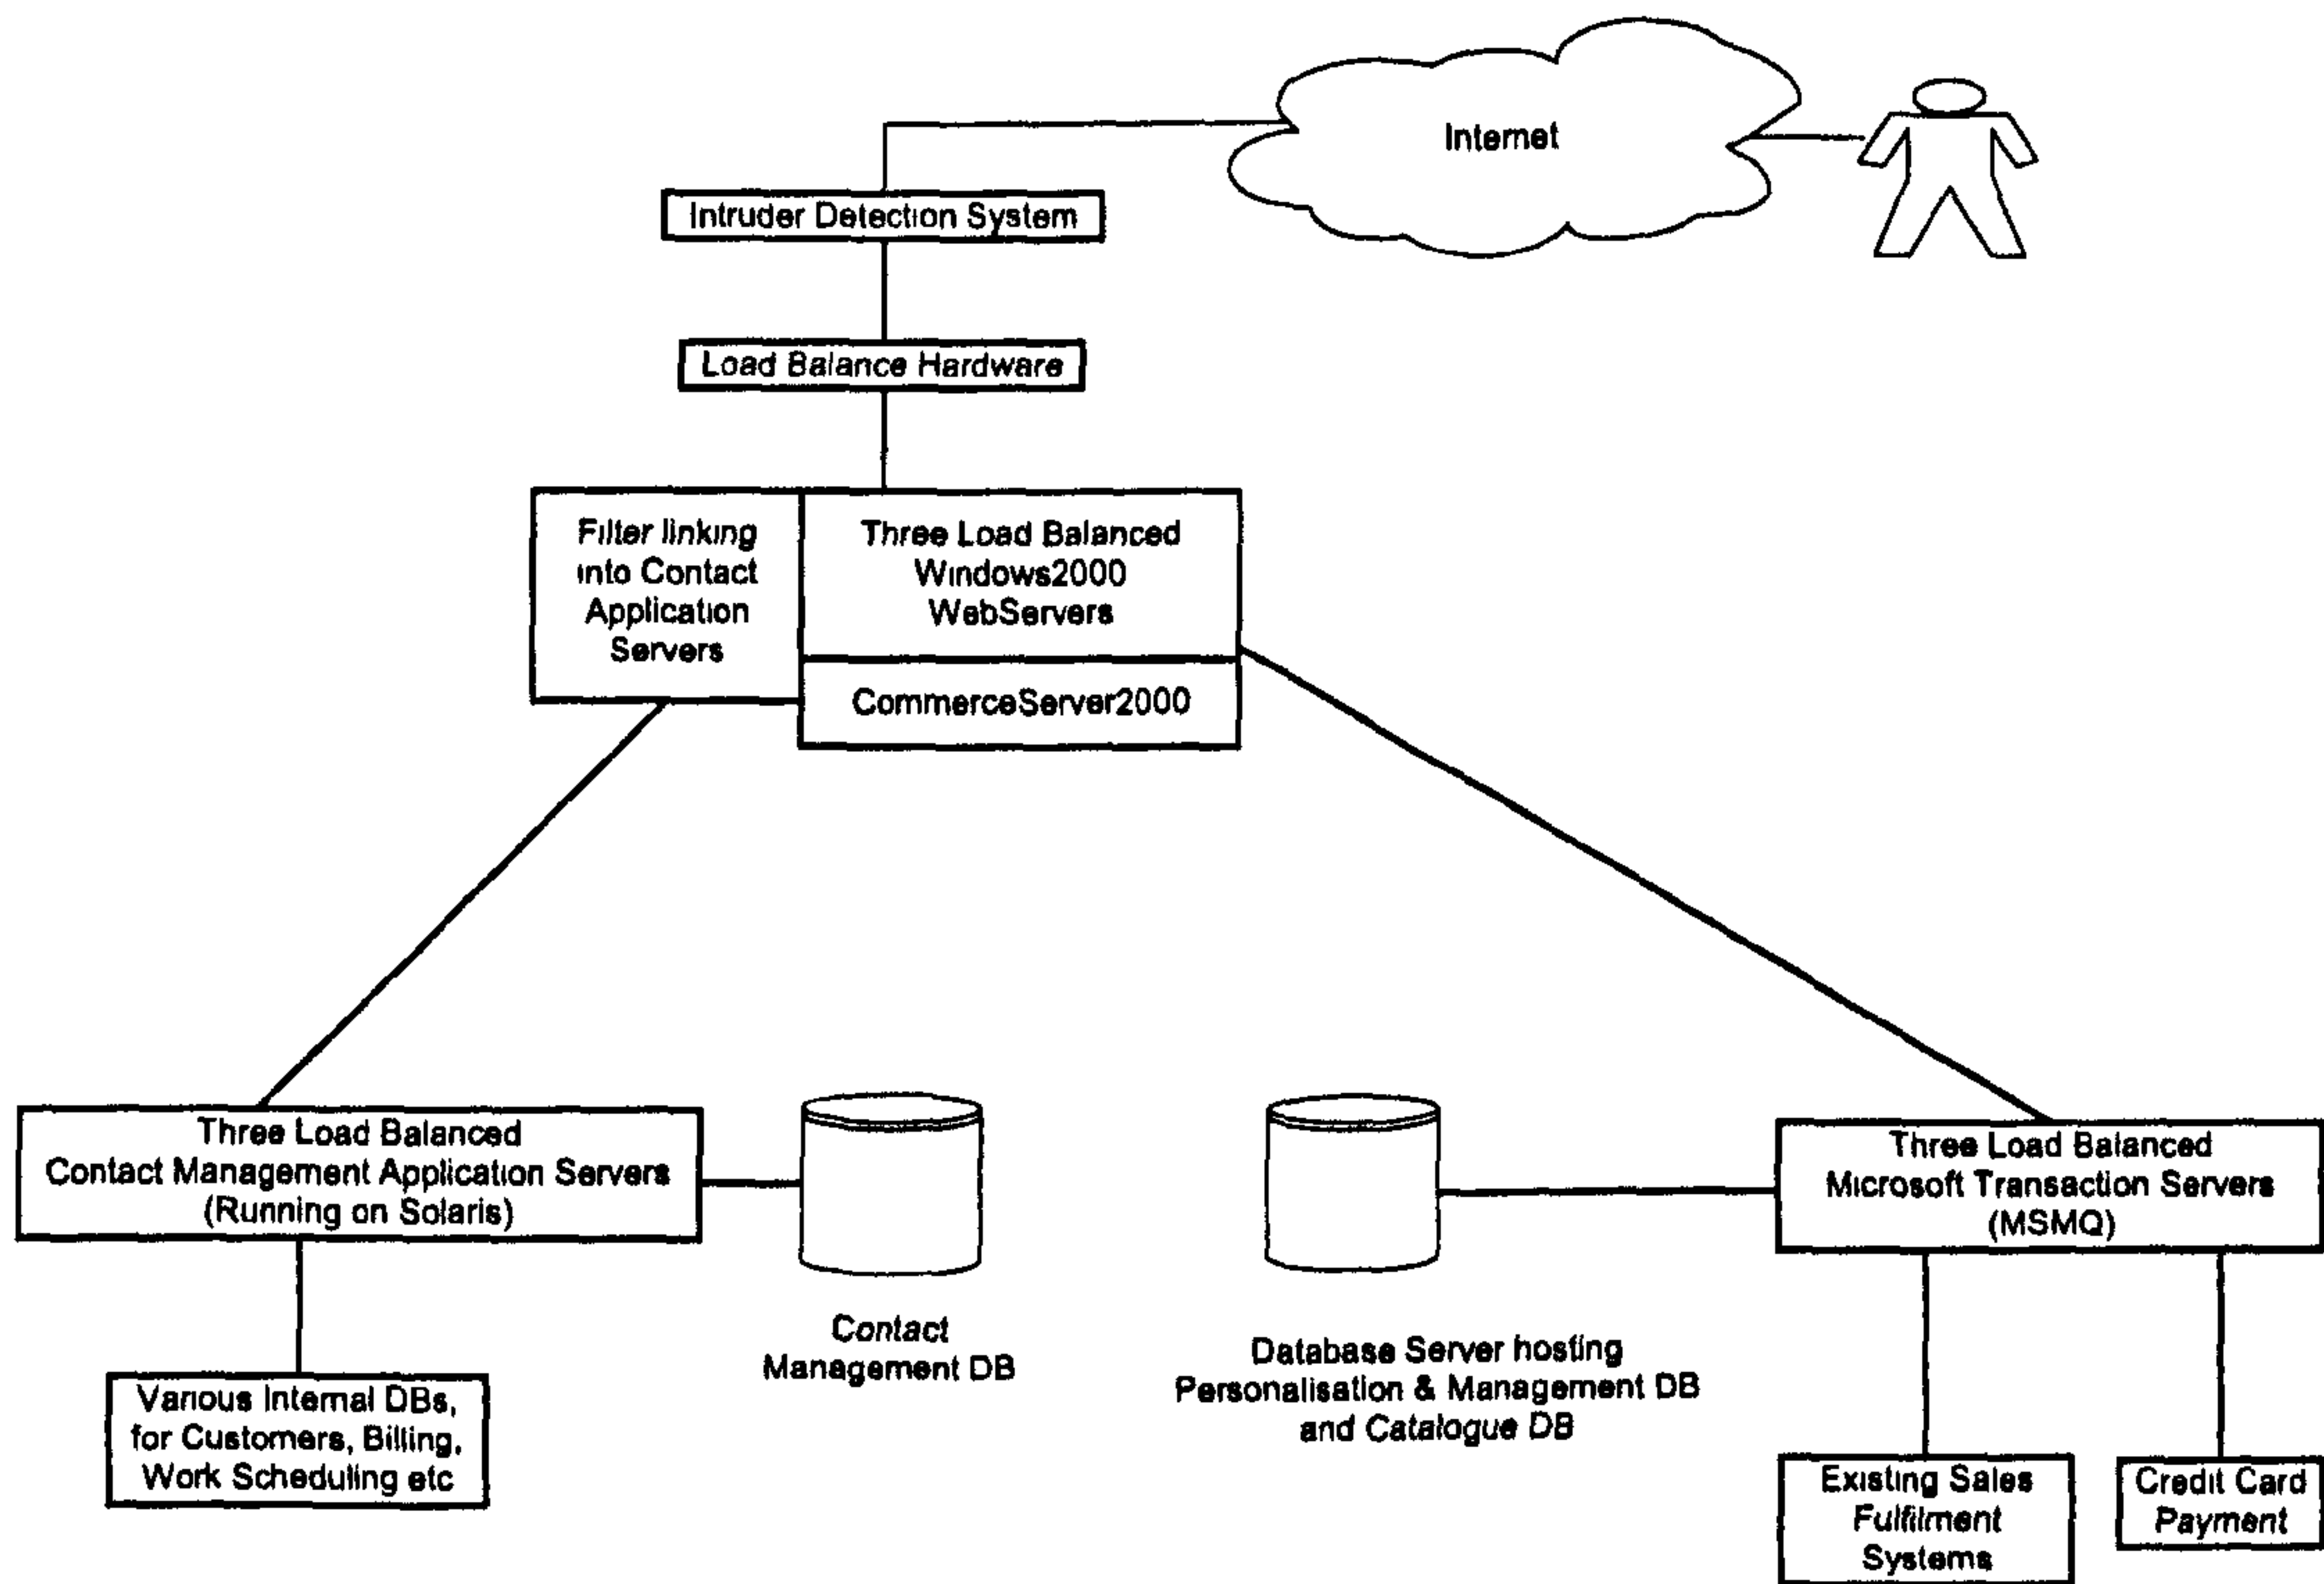 Internet
Intruder Detection System
Load Balance Hardware
Filter linking
into Contact
Application
Servers
Three Load Balanced
Windows2000
WebServers
CommerceServer2000
Three Load Balanced
Contact Management Application Servers
(Running on Solaris)
Contact
Management DB
Various Internal DBs,
for Customers, Billing,
Work Scheduling etc
Database Server hosting
Personalisation & Management DB
and Catalogue DB
Three Load Balanced
Microsoft Transaction Servers
(MSMQ)
Existing Sales
Fulfilment
Systems
Credit Card
Payment